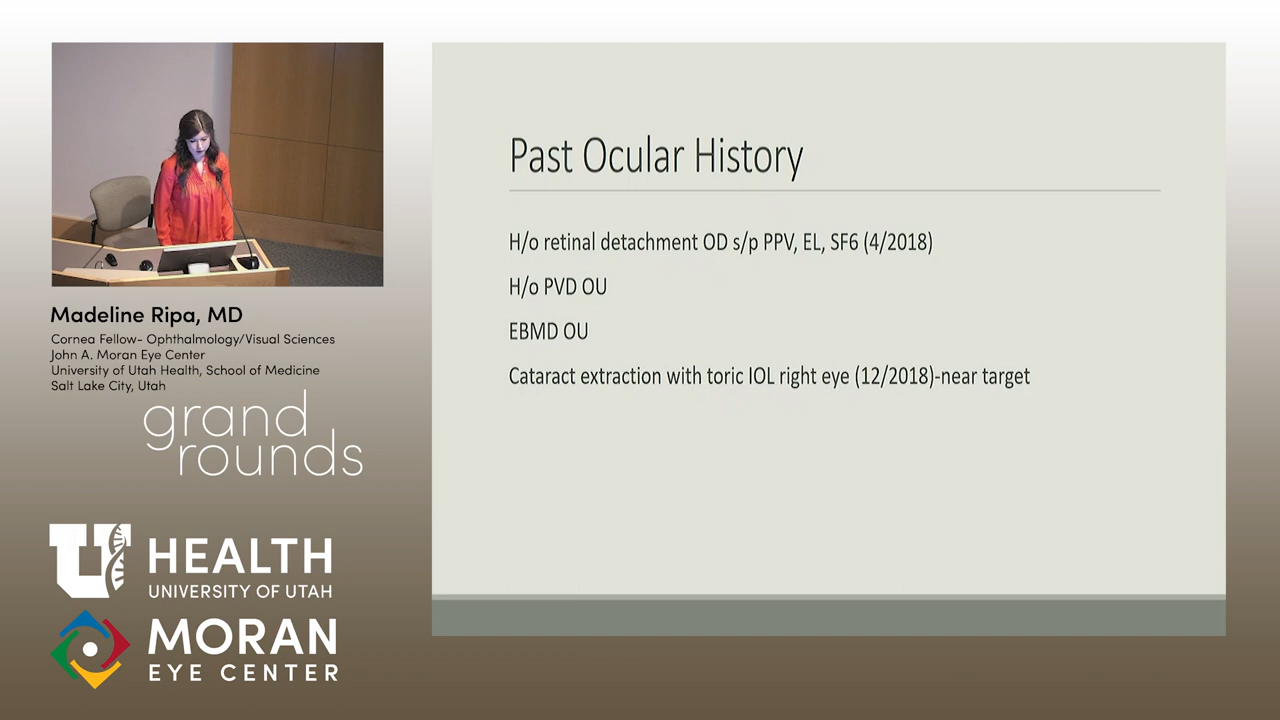 Past Ocular History
H/o retinal detachment OD s/p PPV, EL, SF6 (4/2018)
H/o PVD OU
EBMD OU
Cataract extraction with toric IOL right eye (12/2018)-near target
Madeline Ripa, MD
Cornea Fellow- Ophthalmology/Visual Sciences
John A. Moran Eye Center
University of Utah Health, School of Medicine
Salt Lake City, Utah
grand
rounds
U HEALTH
UNIVERSITY OF UTAH
MORAN
EYE CENTER